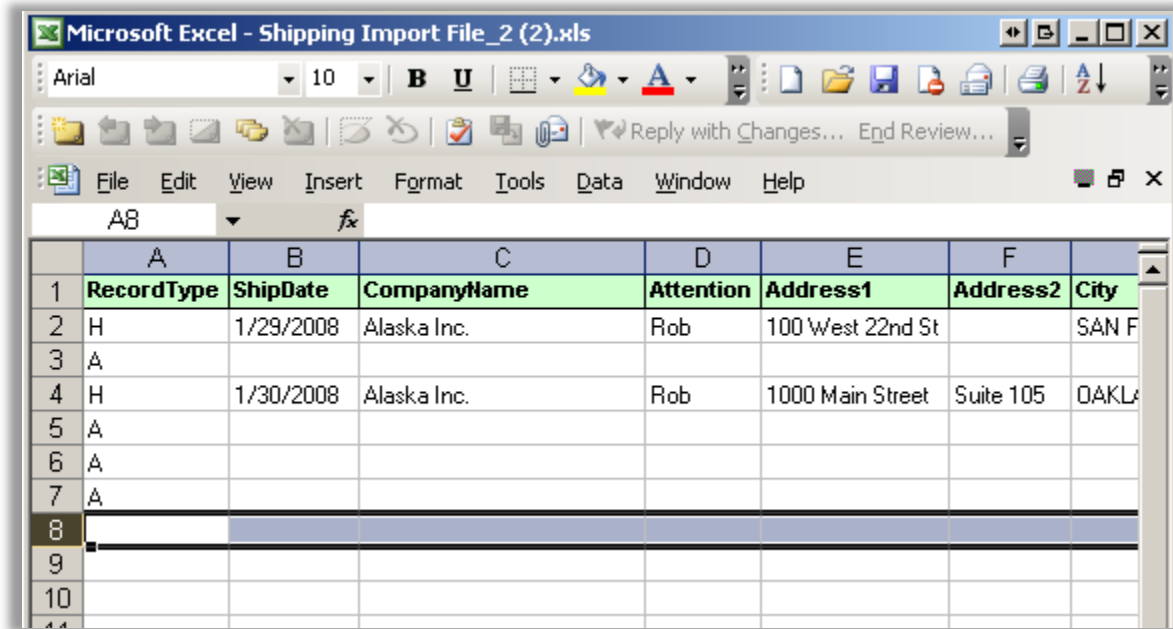 Microsoft Excel - Shipping Import File_2 (2).xls
Arial 10 B U A A Z
Reply with Changes... End Review...
File Edit View Insert Format Tools Data Window Help
A8 fx
A B C D E F
1 RecordType ShipDate CompanyName Attention Address1 Address2 City
2 H 1/29/2008 Alaska Inc. Rob 100 West 22nd St SAN F
3 A
4 H 1/30/2008 Alaska Inc. Rob 1000 Main Street Suite 105 OAKLA
5 A
6 A
7 A
8
9
10
11